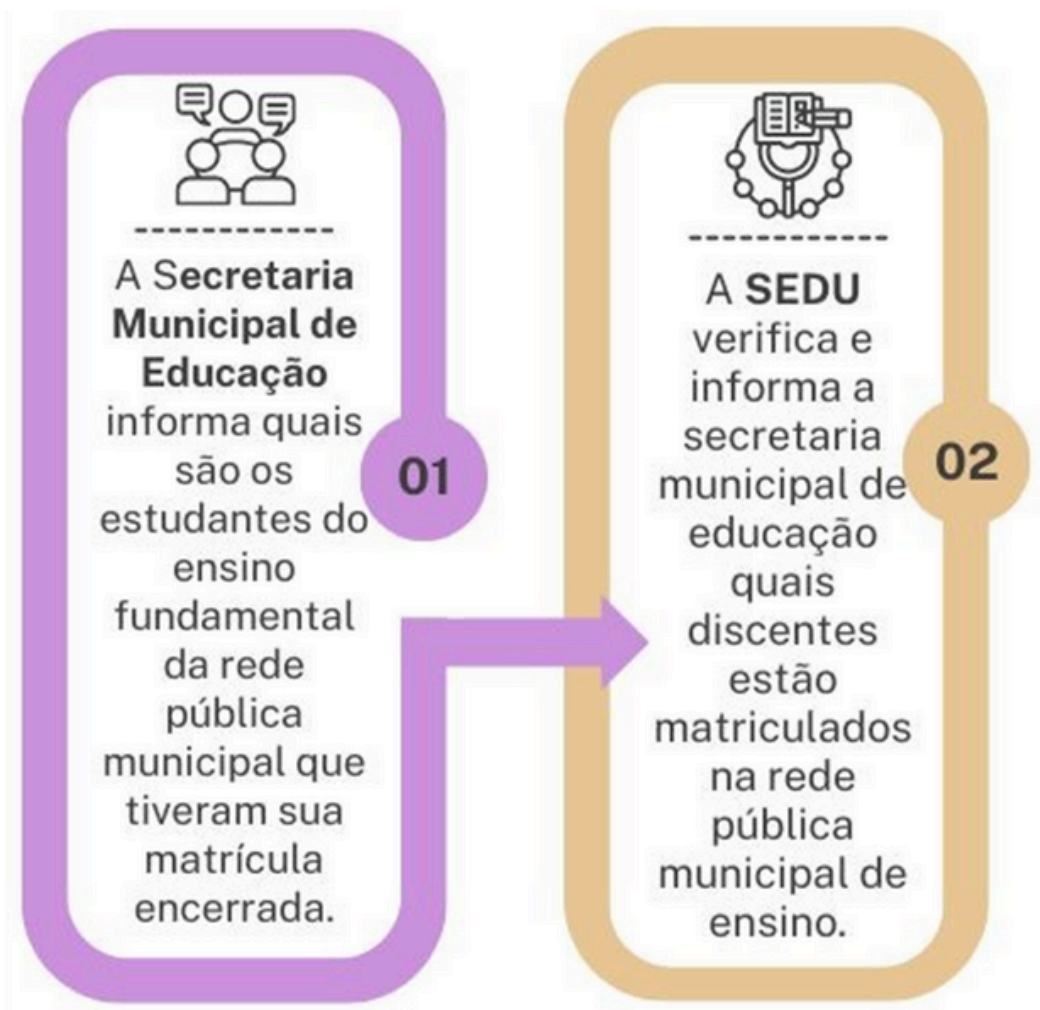 A Secretaria
Municipal de
Educação
informa quais
são os
estudantes do
ensino
fundamental
da rede
pública
municipal que
tiveram sua
matrícula
encerrada.
01
A SEDU
verifica e
informa a
secretaria
municipal de
educação
quais
discentes
estão
matriculados
na rede
pública
municipal de
ensino.
02